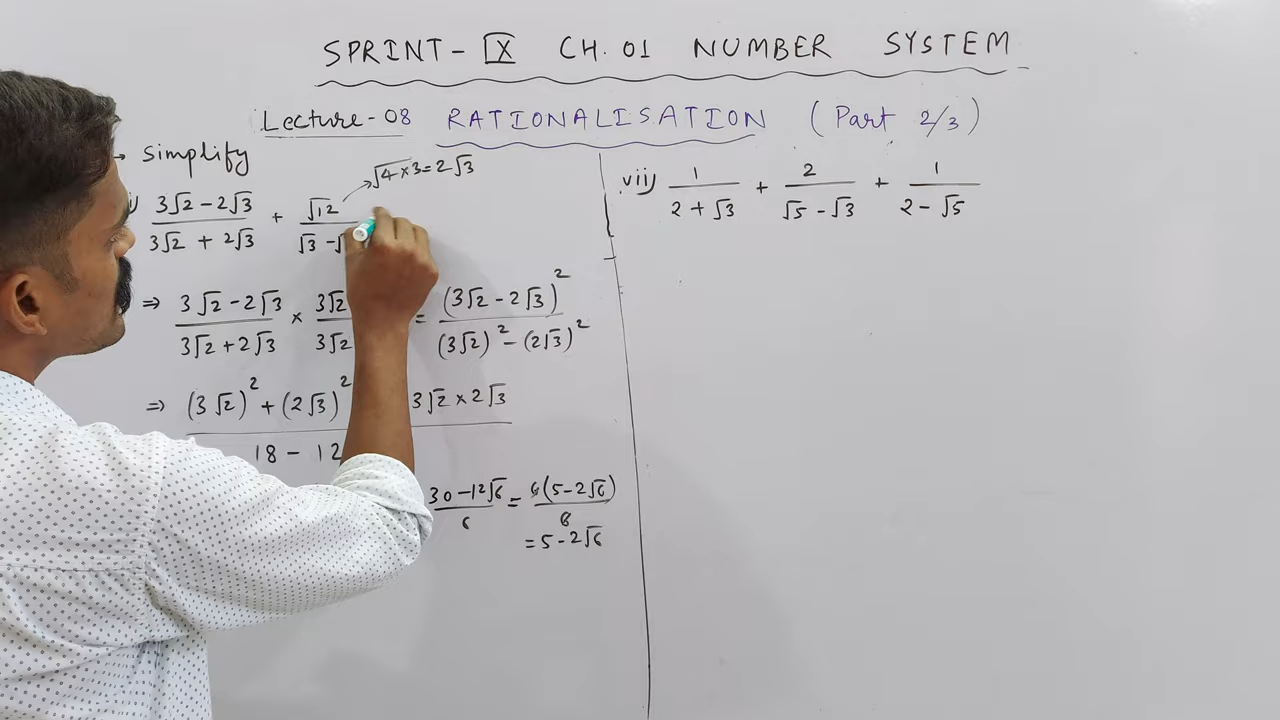 SPRINT - IX CH. 01 NUMBER SYSTEM
Lecture - 08 RATIONALISATION (Part 2/3)
→ Simplify
√4 × 3 = 2√3
) (3√2 - 2√3)/(3√2 + 2√3) + √12/(√3 - √
⇒ (3√2 - 2√3)/(3√2 + 2√3) × 3√2/3√2 = (3√2 - 2√3)²/((3√2)² - (2√3)²)
⇒ (3√2)² + (2√3)² 3√2 × 2√3
18 - 12
(30 - 12√6)/6 = 6(5 - 2√6)/6
= 5 - 2√6
vii) 1/(2 + √3) + 2/(√5 - √3) + 1/(2 - √5)